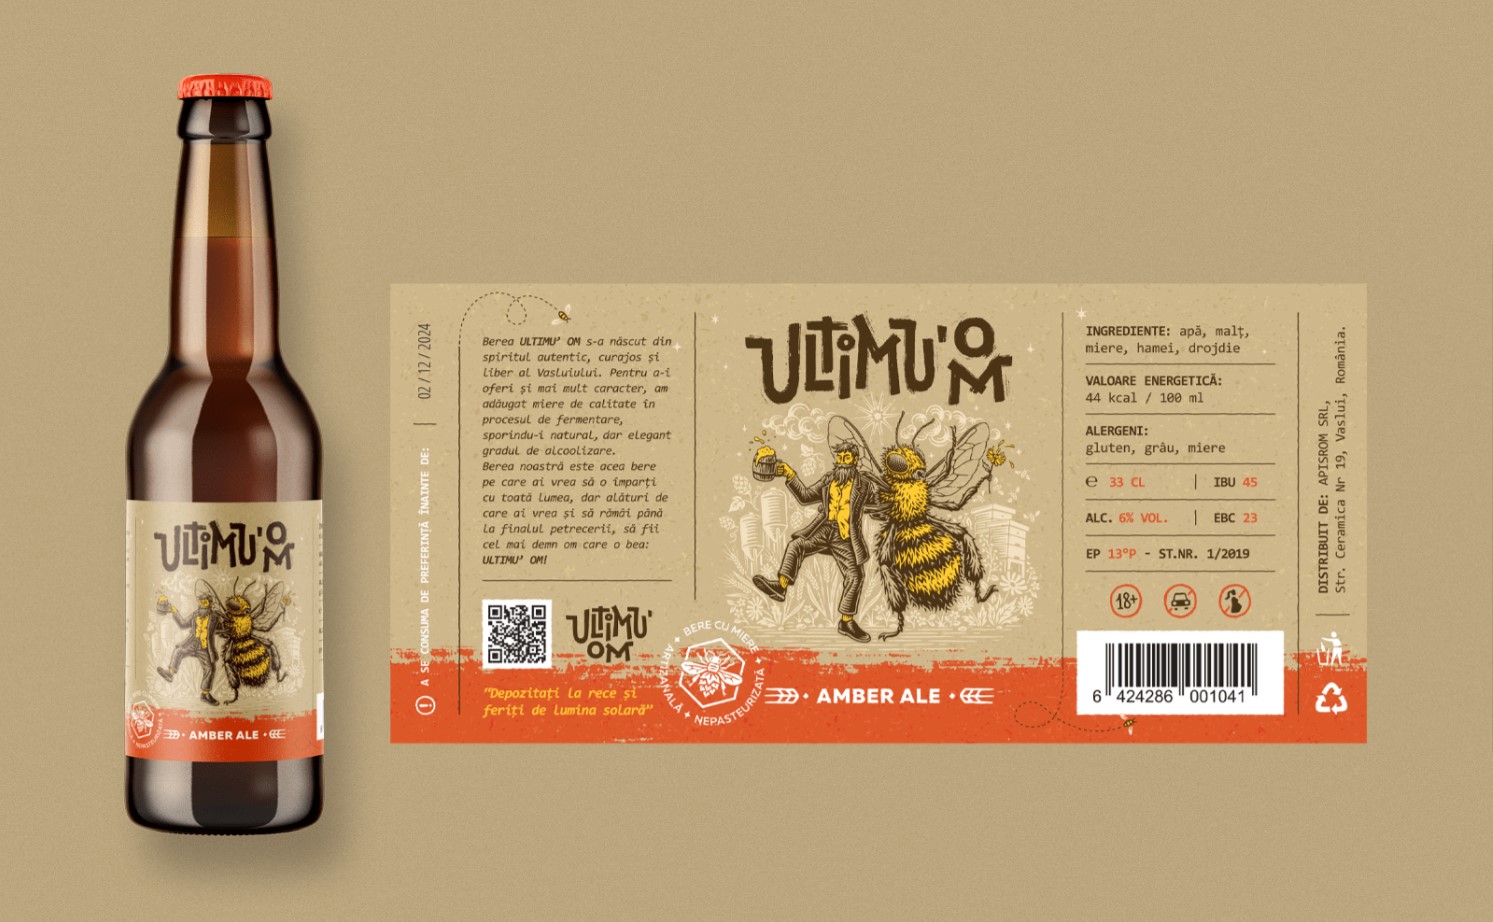 ULTIMU'OM
AMBER ALE
02 / 12 / 2024
A SE CONSUMA DE PREFERINȚĂ ÎNAINTE DE:
Berea ULTIMU' OM s-a născut din
spiritul autentic, curajos și
liber al Vasluiului. Pentru a-i
oferi și mai mult caracter, am
adăugat miere de calitate în
procesul de fermentare,
sporindu-i natural, dar elegant
gradul de alcoolizare.
Berea noastră este acea bere
pe care ai vrea să o împarți
cu toată lumea, dar alături de
care ai vrea și să rămâi până
la finalul petrecerii, să fii
cel mai demn om care o bea:
ULTIMU' OM!
ULTIMU'
OM
"Depozitați la rece și
feriți de lumina solară"
BERE CU MIERE
ARTIZANALĂ
NEPASTEURIZATĂ
ULTIMU'OM
AMBER ALE
INGREDIENTE: apă, malț,
miere, hamei, drojdie
VALOARE ENERGETICĂ:
44 kcal / 100 ml
ALERGENI:
gluten, grâu, miere
℮ 33 CL | IBU 45
ALC. 6% VOL. | EBC 23
EP 13°P - ST.NR. 1/2019
18+
6 424286 001041
DISTRIBUIT DE: APISROM SRL,
Str. Ceramica Nr 19, Vaslui, România.